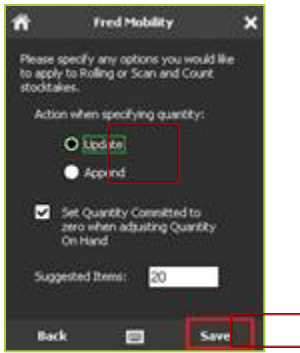 Fred Mobility
Please specify any options you would like
to apply to Rolling or Scan and Count
stocktakes.
Action when specifying quantity:
Update
Append
Set Quantity Committed to
zero when adjusting Quantity
On Hand
Suggested Items: 20
Back Save